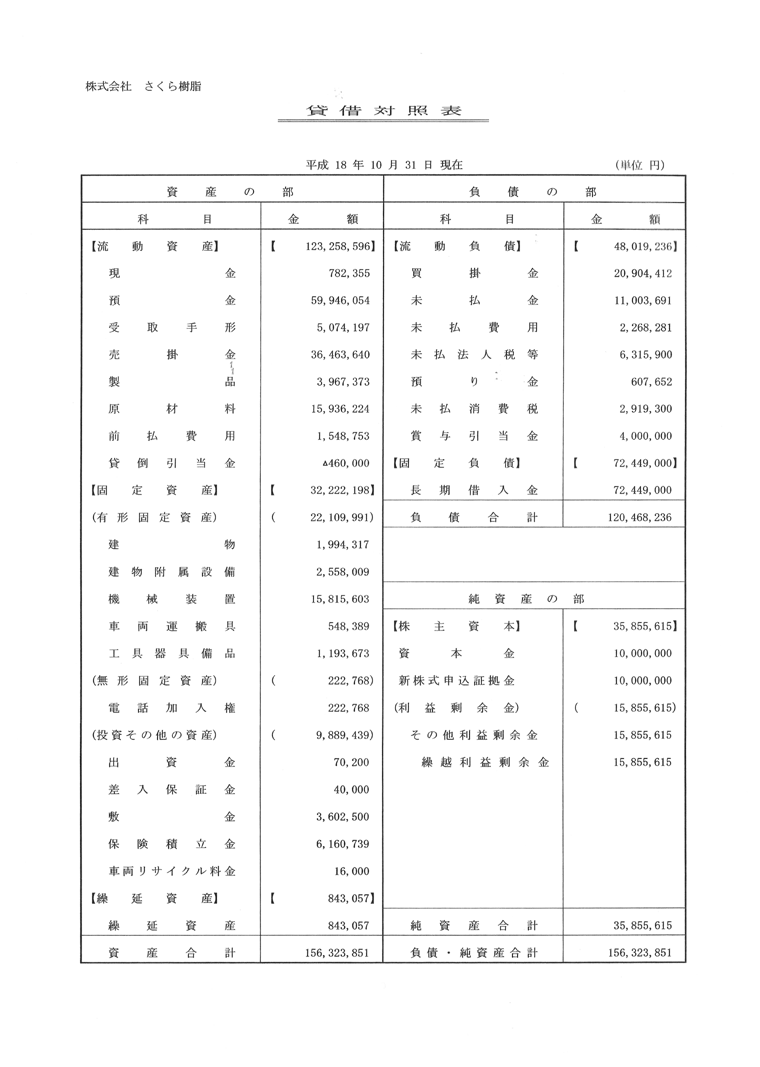 株式会社 さくら樹脂
貸借対照表
平成 18 年 10 月 31 日 現在 (単位 円)
資産の部 負債の部
科目 金額 科目 金額
【流動資産】 【 123,258,596】 【流動負債】 【 48,019,236】
現金 782,355 買掛金 20,904,412
預金 59,946,054 未払金 11,003,691
受取手形 5,074,197 未払費用 2,268,281
売掛金 36,463,640 未払法人税等 6,315,900
製品 3,967,373 預り金 607,652
原材料 15,936,224 未払消費税 2,919,300
前払費用 1,548,753 賞与引当金 4,000,000
貸倒引当金 △460,000 【固定負債】 【 72,449,000】
【固定資産】 【 32,222,198】 長期借入金 72,449,000
(有形固定資産) ( 22,109,991) 負債合計 120,468,236
建物 1,994,317
建物附属設備 2,558,009
機械装置 15,815,603 純資産の部
車両運搬具 548,389 【株主資本】 【 35,855,615】
工具器具備品 1,193,673 資本金 10,000,000
(無形固定資産) ( 222,768) 新株式申込証拠金 10,000,000
電話加入権 222,768 (利益剰余金) ( 15,855,615)
(投資その他の資産) ( 9,889,439) その他利益剰余金 15,855,615
出資金 70,200 繰越利益剰余金 15,855,615
差入保証金 40,000
敷金 3,602,500
保険積立金 6,160,739
車両リサイクル料金 16,000
【繰延資産】 【 843,057】
繰延資産 843,057 純資産合計 35,855,615
資産合計 156,323,851 負債・純資産合計 156,323,851